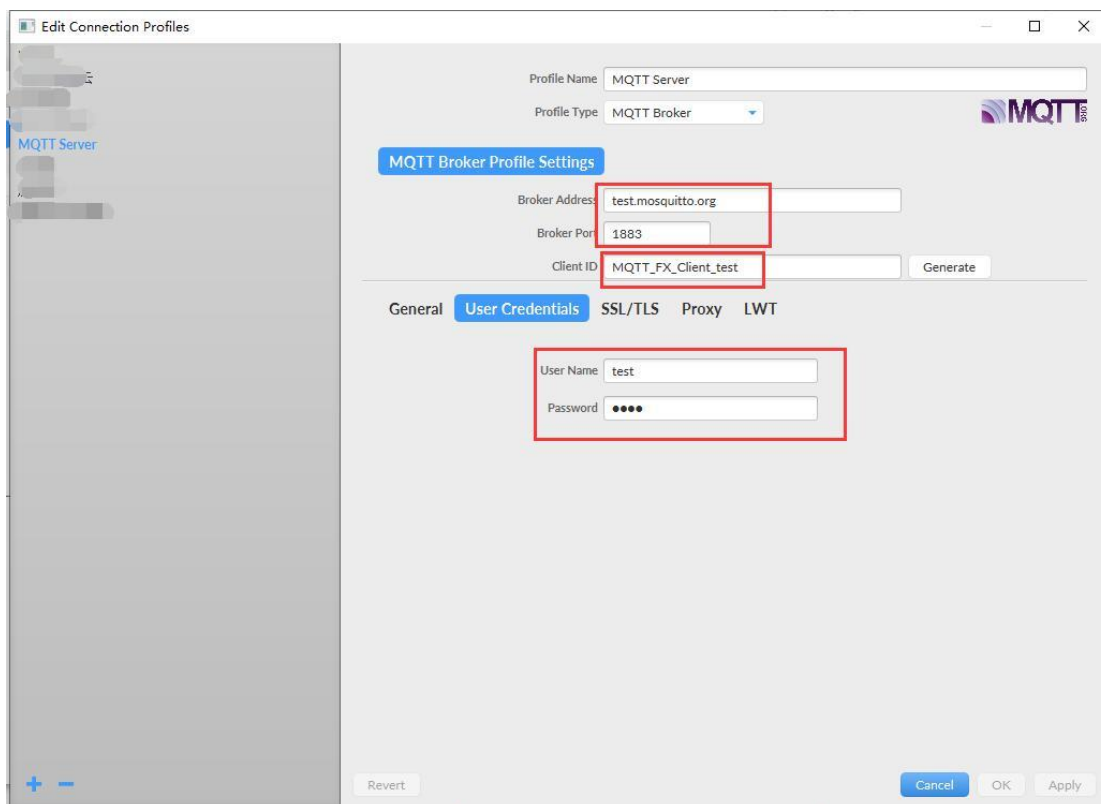 Edit Connection Profiles
MQTT Server
Profile Name MQTT Server
Profile Type MQTT Broker
MQTT.ORG
MQTT Broker Profile Settings
Broker Address test.mosquitto.org
Broker Port 1883
Client ID MQTT_FX_Client_test Generate
General User Credentials SSL/TLS Proxy LWT
User Name test
Password ●●●●
Revert Cancel OK Apply